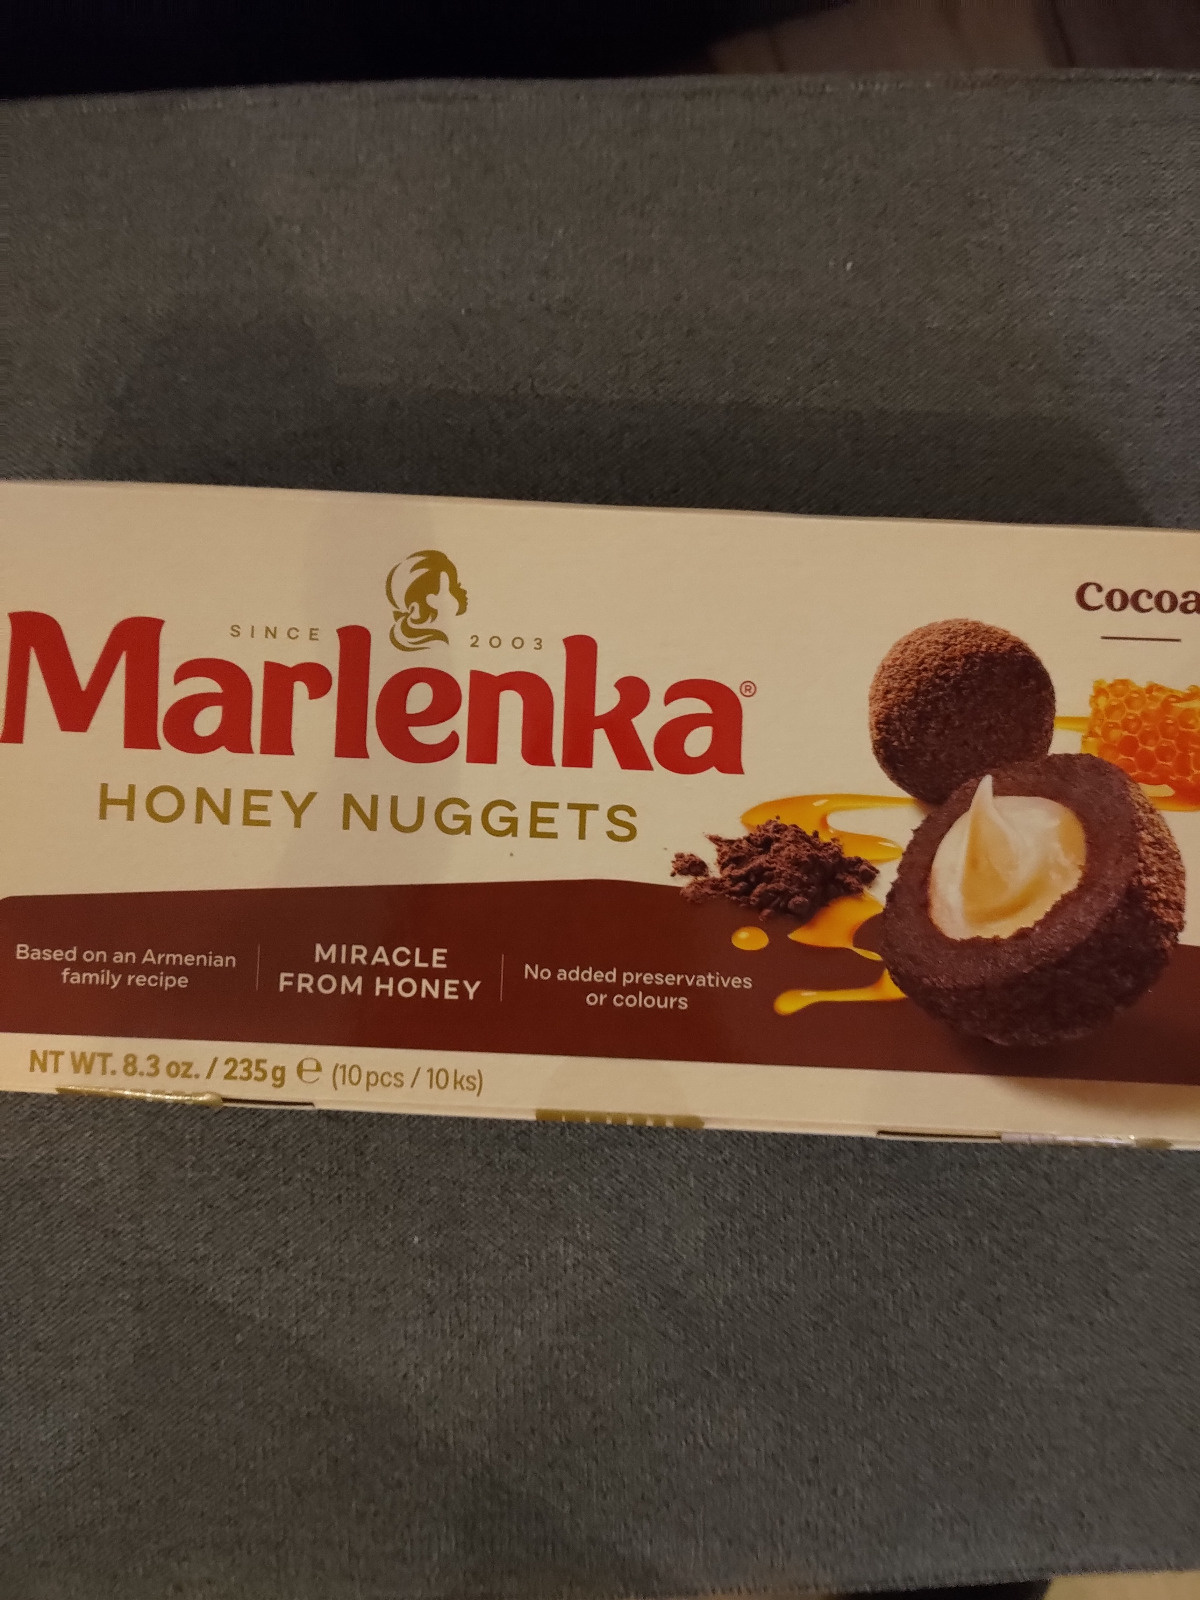 Cocoa
SINCE 2003
Marlenka®
HONEY NUGGETS
Based on an Armenian
family recipe
MIRACLE
FROM HONEY
No added preservatives
or colours
NT WT. 8.3 oz. / 235g ℮ (10 pcs / 10 ks)